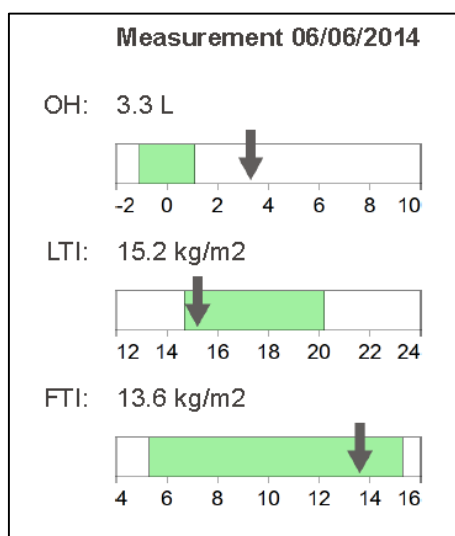 Measurement 06/06/2014
OH: 3.3 L
-2 0 2 4 6 8 10
LTI: 15.2 kg/m2
12 14 16 18 20 22 24
FTI: 13.6 kg/m2
4 6 8 10 12 14 16